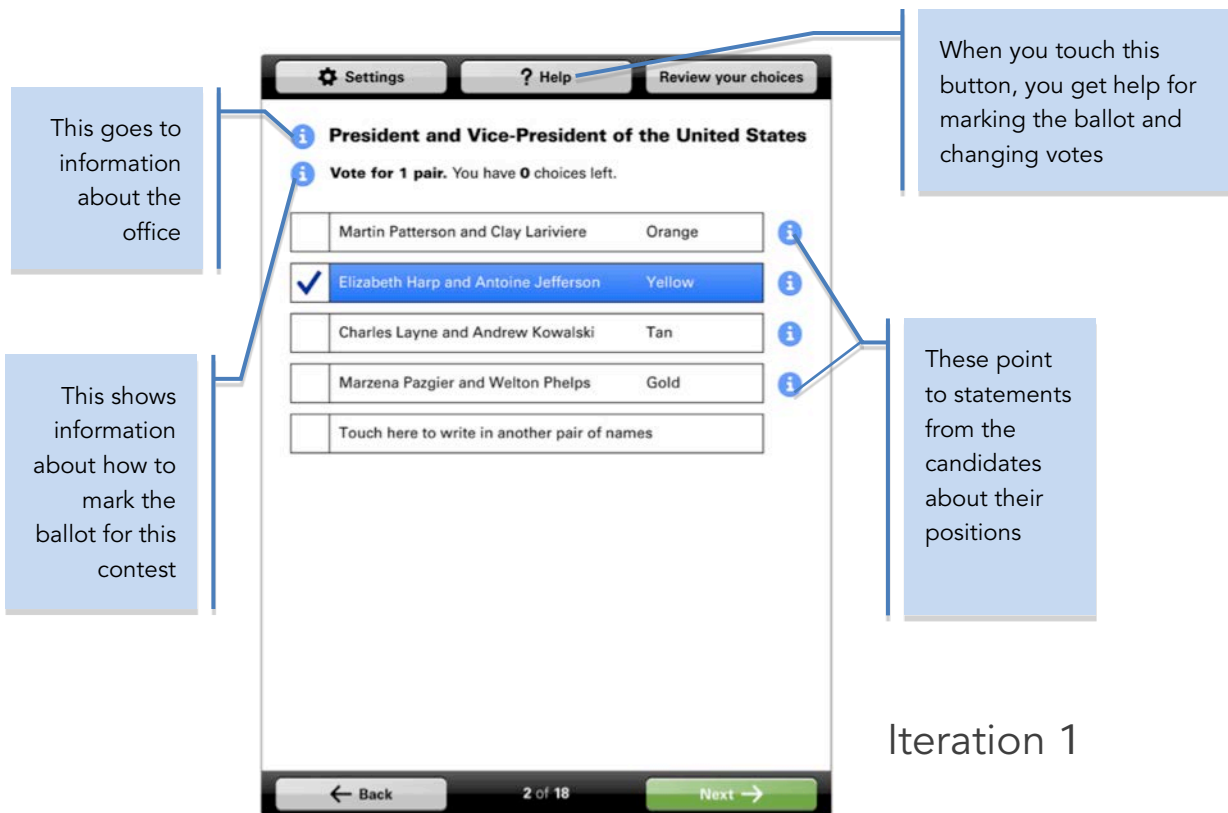 Settings
? Help
Review your choices
When you touch this
button, you get help for
marking the ballot and
changing votes
This goes to
information
about the
office
President and Vice-President of the United States
Vote for 1 pair. You have 0 choices left.
Martin Patterson and Clay Lariviere Orange
Elizabeth Harp and Antoine Jefferson Yellow
Charles Layne and Andrew Kowalski Tan
Marzena Pazgier and Welton Phelps Gold
Touch here to write in another pair of names
This shows
information
about how to
mark the
ballot for this
contest
These point
to statements
from the
candidates
about their
positions
Iteration 1
← Back
2 of 18
Next →